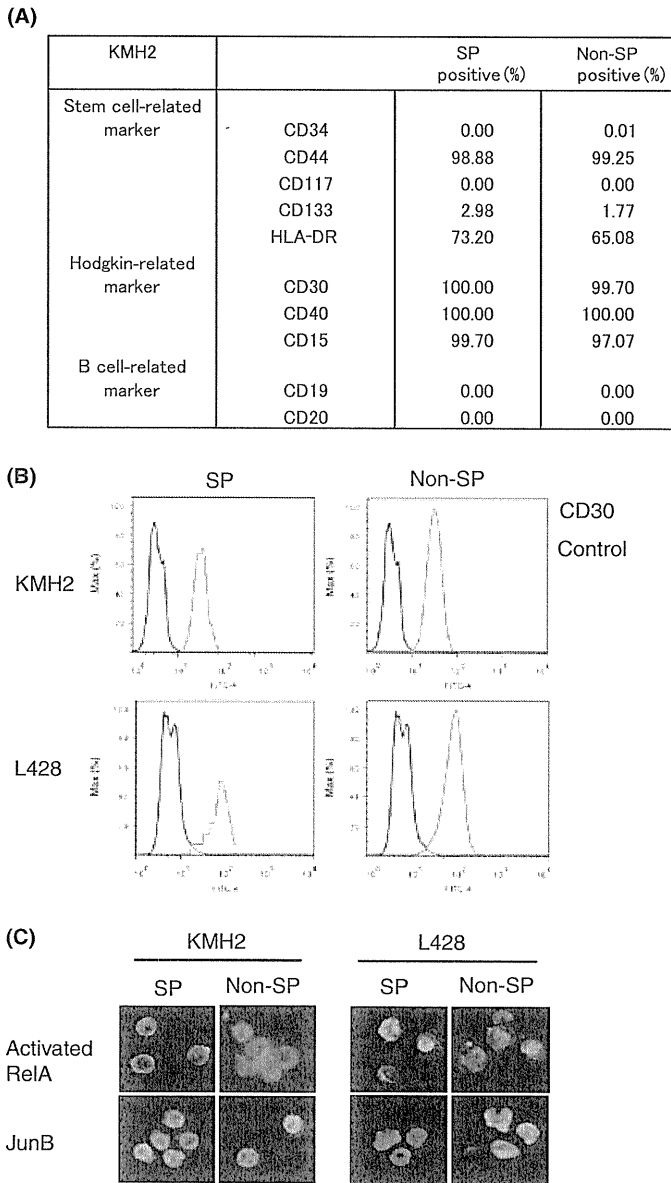 (A)
KMH2 SP positive (%) Non-SP positive (%)
Stem cell-related marker
CD34 0.00 0.01
CD44 98.88 99.25
CD117 0.00 0.00
CD133 2.98 1.77
HLA-DR 73.20 65.08
Hodgkin-related marker
CD30 100.00 99.70
CD40 100.00 100.00
CD15 99.70 97.07
B cell-related marker
CD19 0.00 0.00
CD20 0.00 0.00
(B)
SP Non-SP
CD30
Control
KMH2
Max (%) Max (%)
L428
Max (%) Max (%)
(C)
KMH2 L428
SP Non-SP SP Non-SP
Activated RelA
JunB